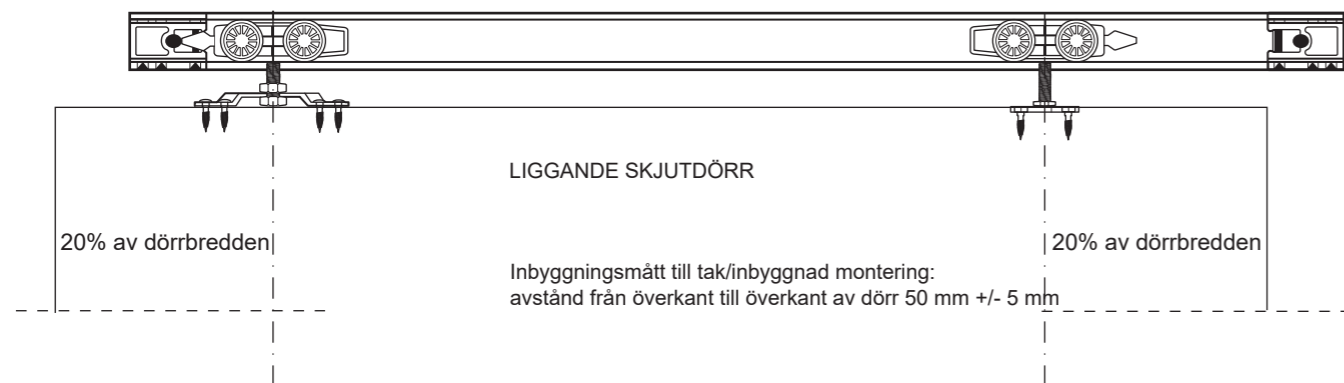 LIGGANDE SKJUTDÖRR
20% av dörrbredden
20% av dörrbredden
Inbyggningsmått till tak/inbyggnad montering:
avstånd från överkant till överkant av dörr 50 mm +/- 5 mm